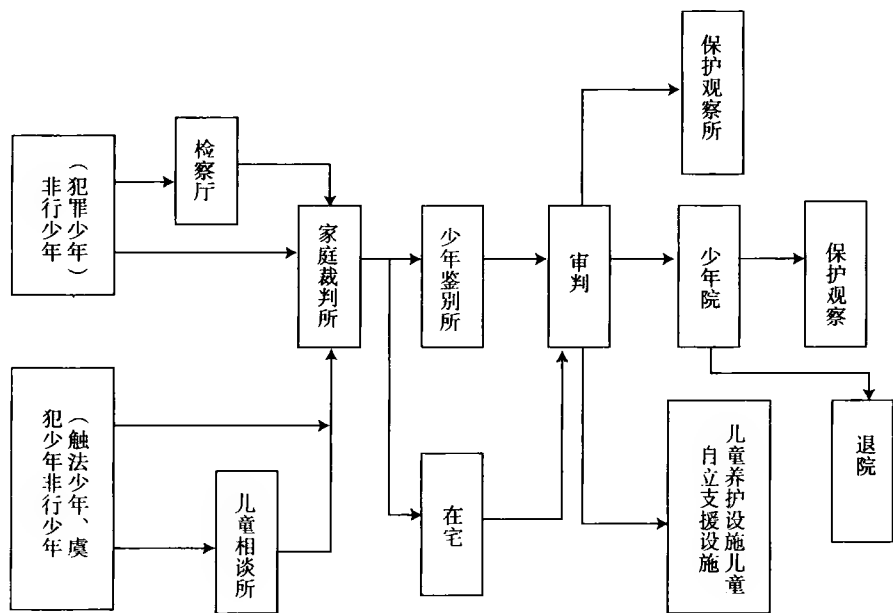 非行少年
（犯罪少年）
检察厅
家庭裁判所
少年鉴别所
审判
保护观察所
少年院
保护观察
（触法少年、虞
犯少年非行少年
儿童相谈所
在宅
儿童养护设施儿童
自立支援设施
退院